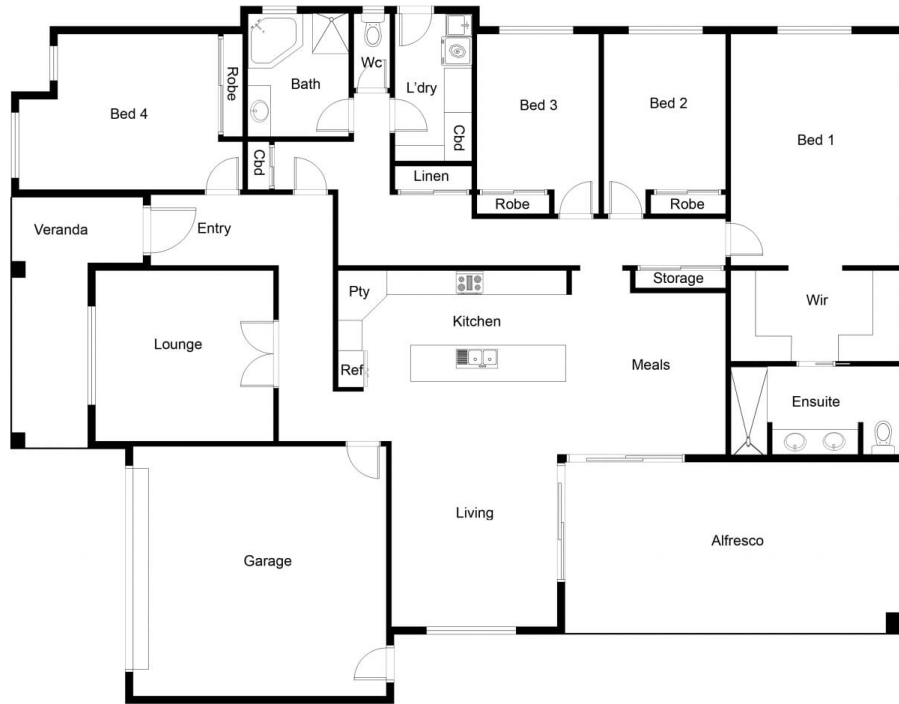 Wc
Bath
L'dry
Robe
Bed 4
Bed 3
Bed 2
Bed 1
Cbd
Cbd
Linen
Robe
Robe
Veranda
Entry
Storage
Pty
Wir
Kitchen
Lounge
Ref
Meals
Ensuite
Living
Alfresco
Garage